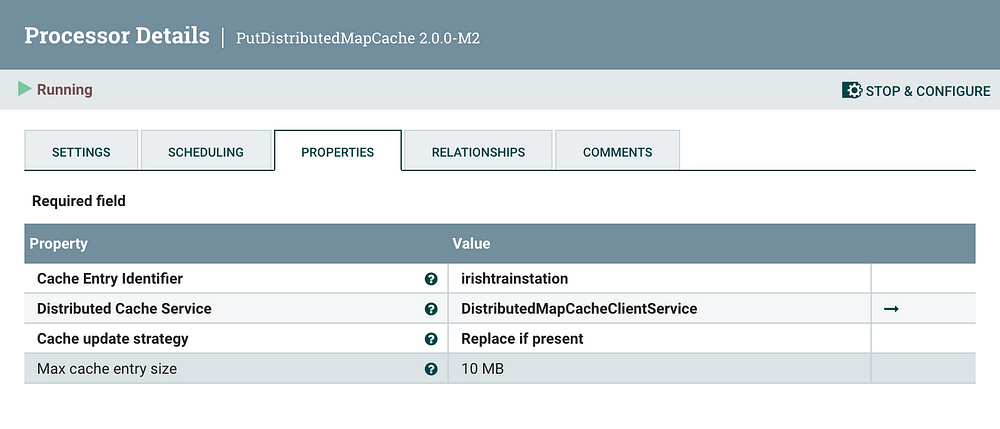 Processor Details | PutDistributedMapCache 2.0.0-M2
Running STOP & CONFIGURE
SETTINGS SCHEDULING PROPERTIES RELATIONSHIPS COMMENTS
Required field
Property Value
Cache Entry Identifier ? irishtrainstation
Distributed Cache Service ? DistributedMapCacheClientService →
Cache update strategy ? Replace if present
Max cache entry size ? 10 MB